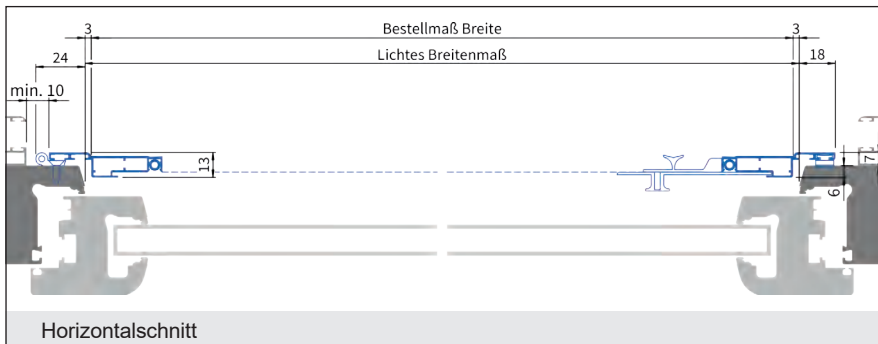 3 Bestellmaß Breite 3
24 Lichtes Breitenmaß 18
min. 10
13
7
6
Horizontalschnitt